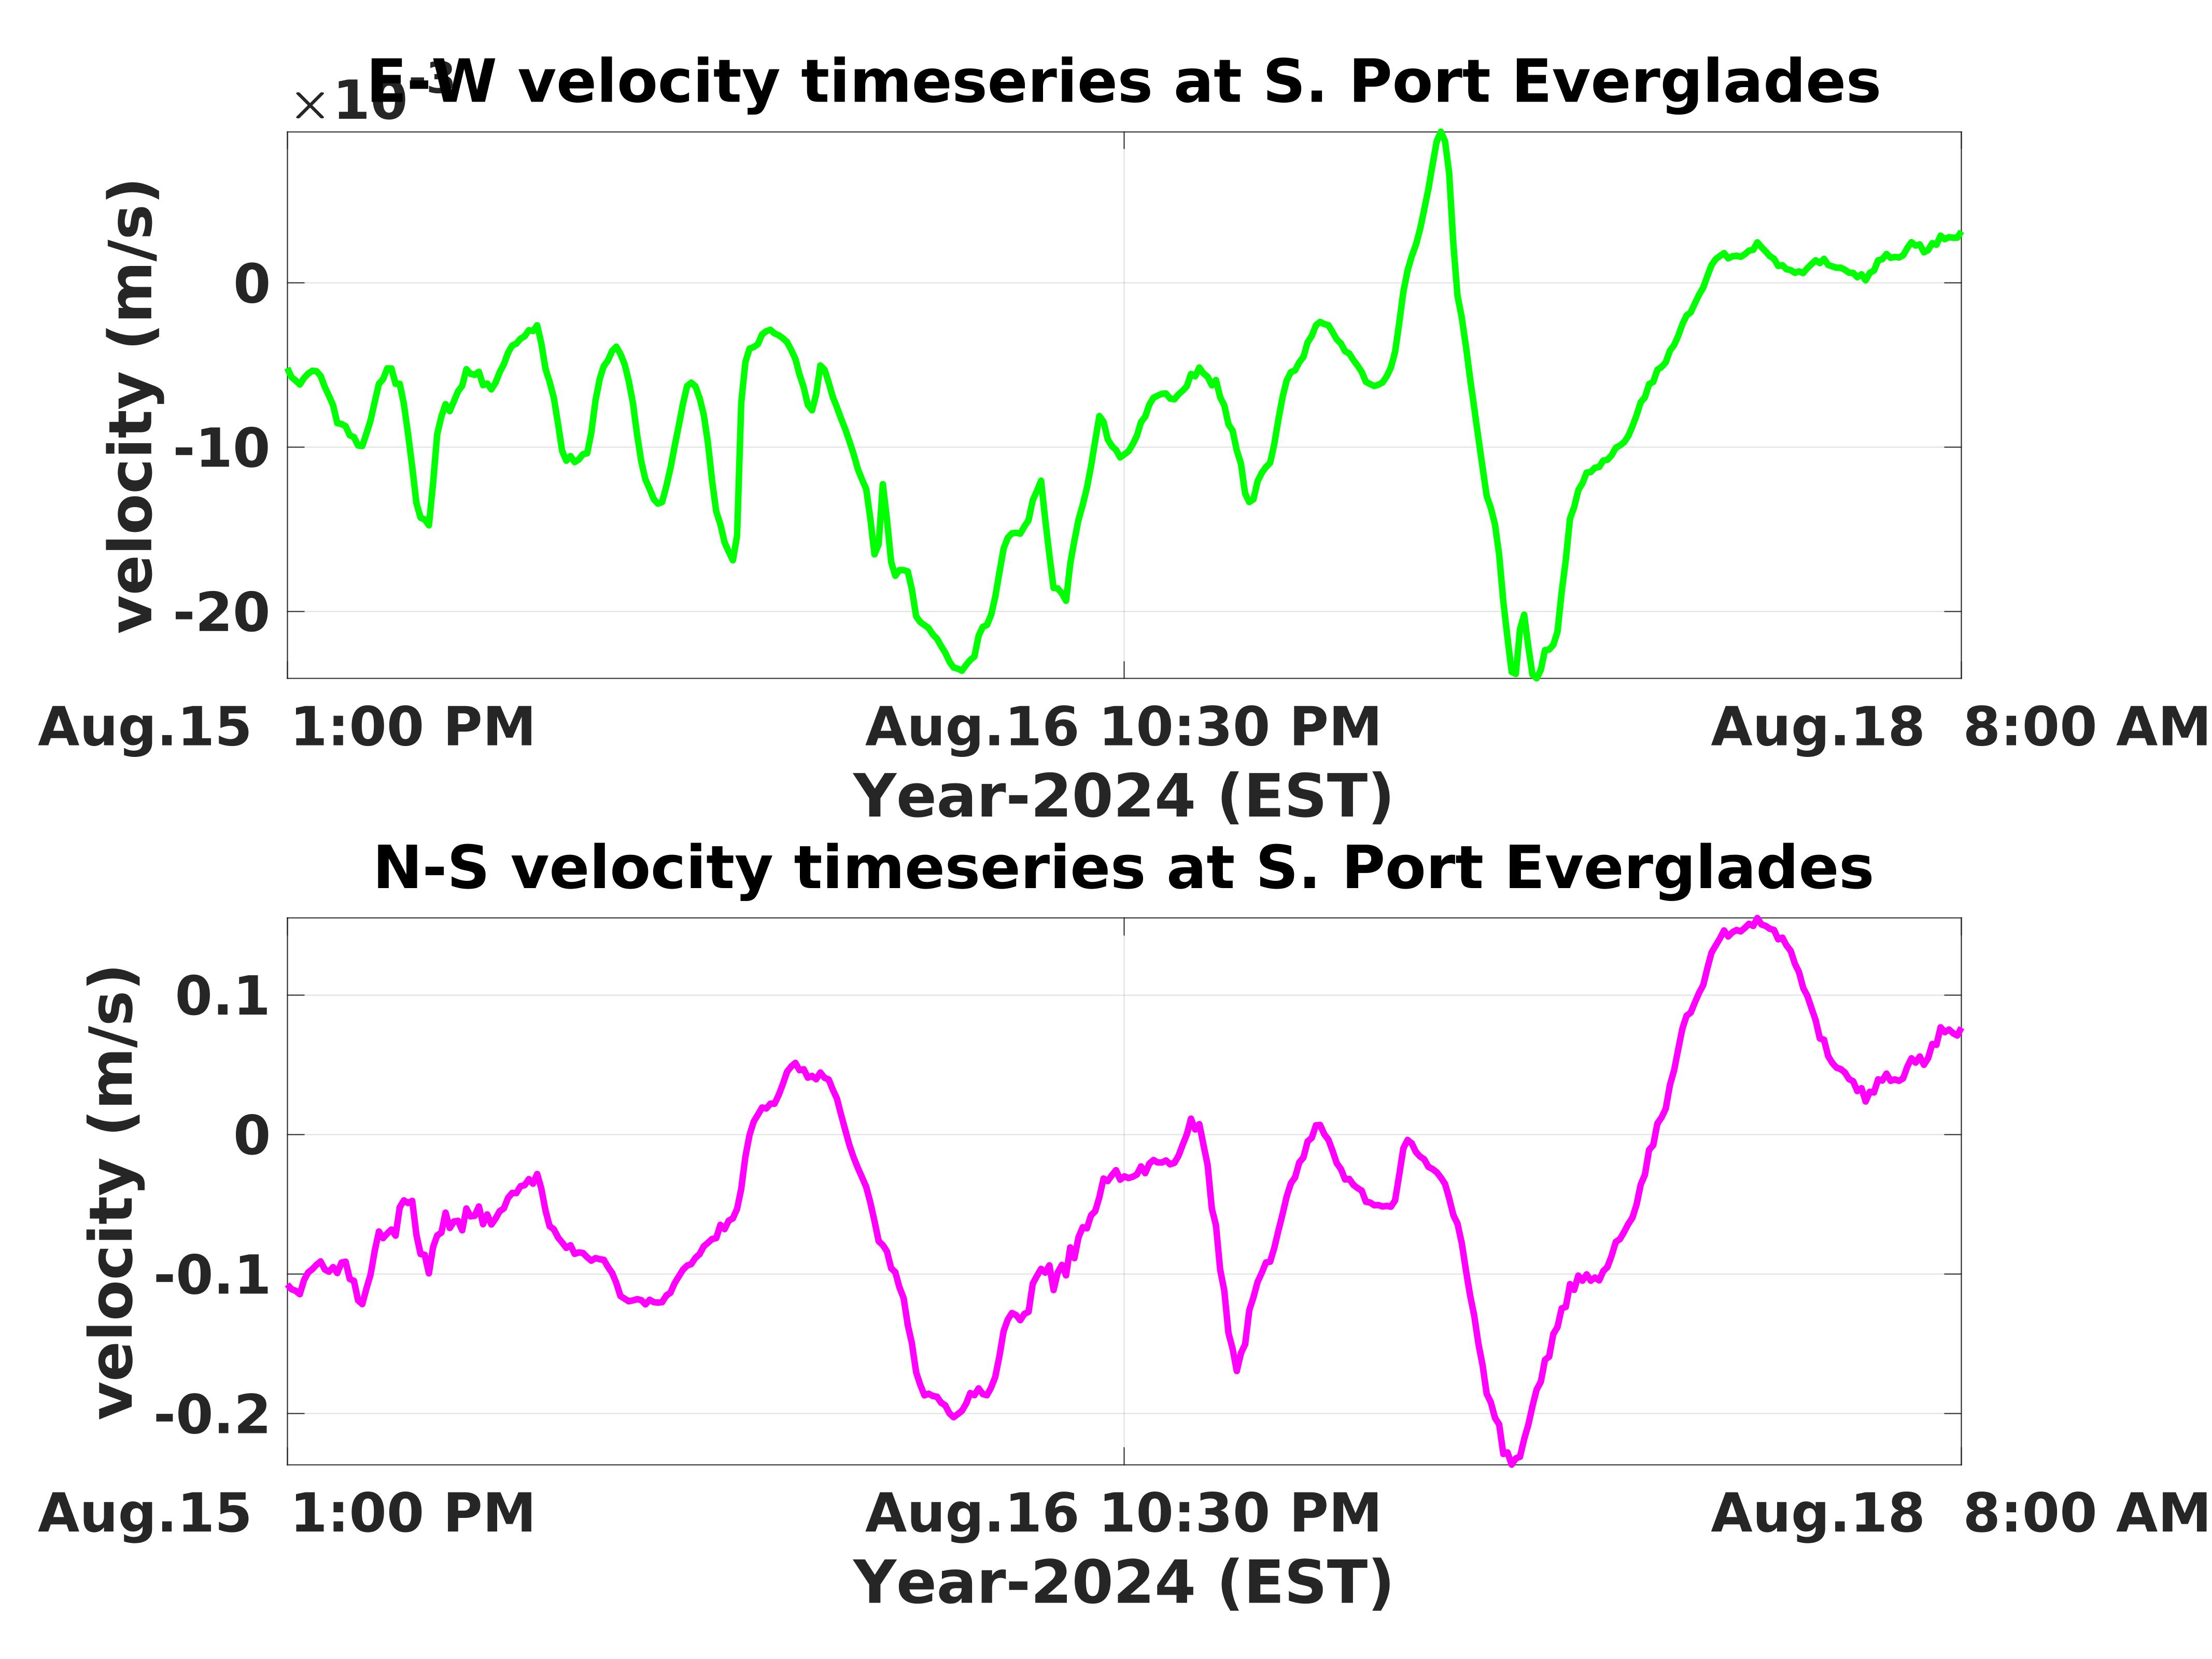 ×10-3
E-W velocity timeseries at S. Port Everglades
velocity (m/s)
0
-10
-20
Aug.15 1:00 PM Aug.16 10:30 PM Aug.18 8:00 AM
Year-2024 (EST)
N-S velocity timeseries at S. Port Everglades
velocity (m/s)
0.1
0
-0.1
-0.2
Aug.15 1:00 PM Aug.16 10:30 PM Aug.18 8:00 AM
Year-2024 (EST)